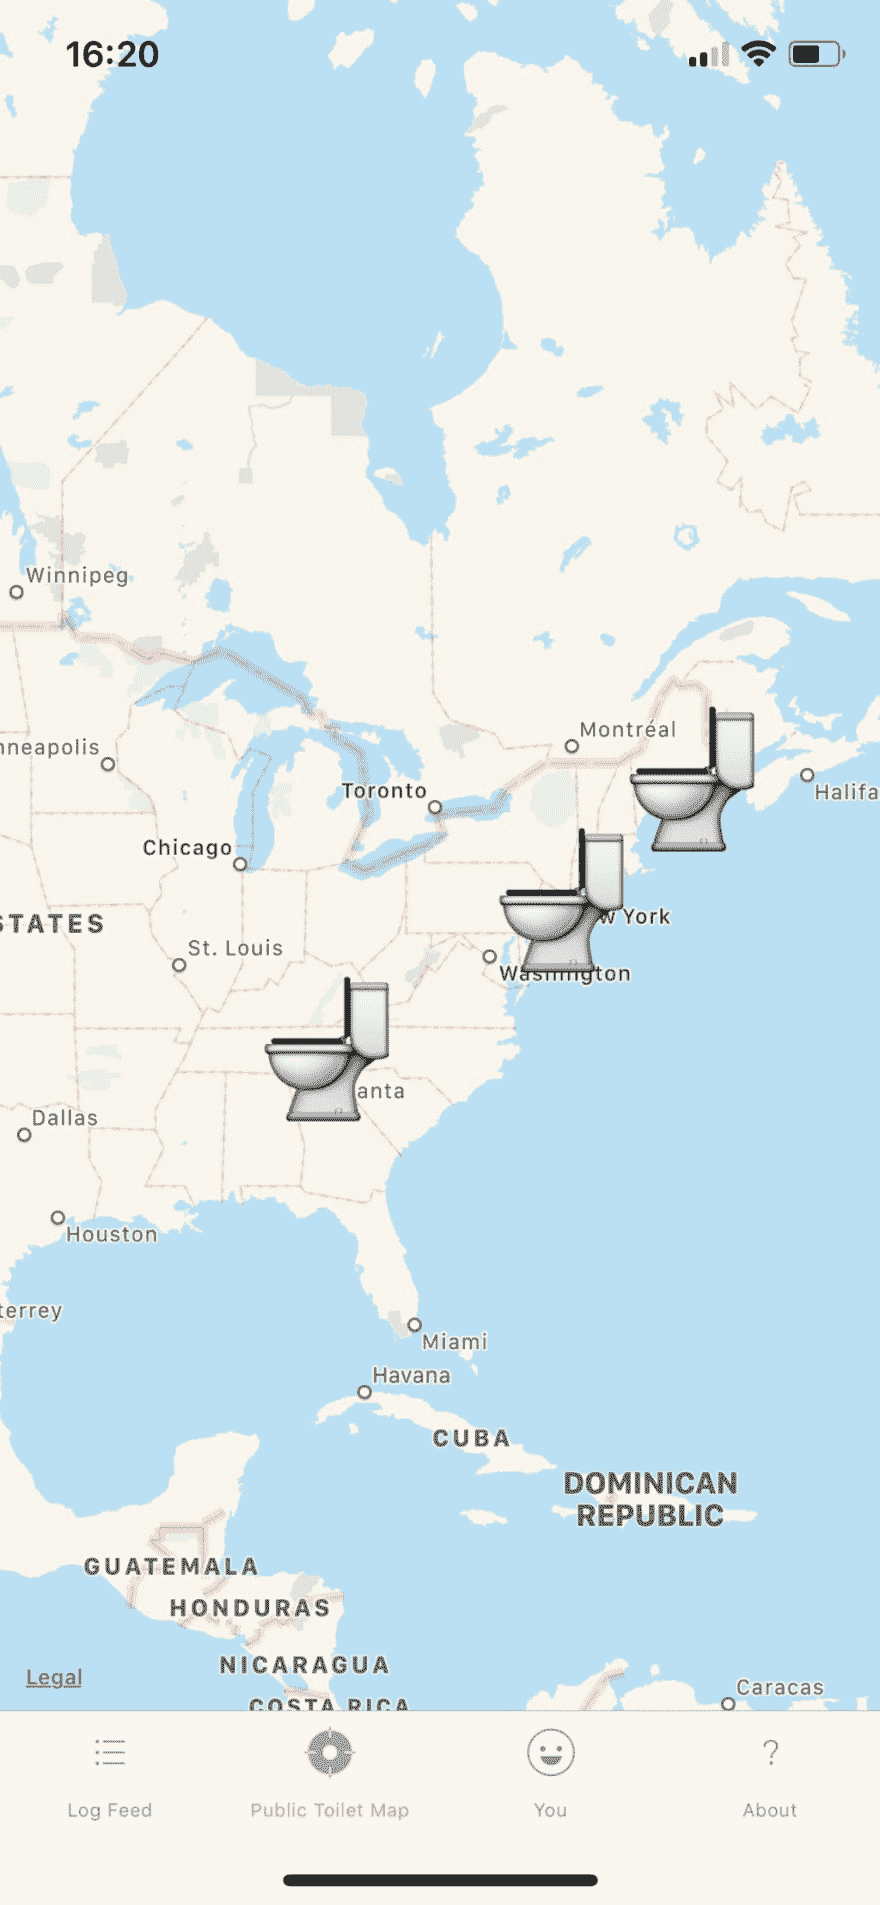 16:20
Winnipeg
Montréal
nneapolis
Toronto
Halifa
Chicago
w York
STATES
St. Louis
Washington
anta
Dallas
Houston
terrey
Miami
Havana
CUBA
DOMINICAN
REPUBLIC
GUATEMALA
HONDURAS
NICARAGUA
Legal
Caracas
COSTA RICA
Log Feed
Public Toilet Map
You
? About